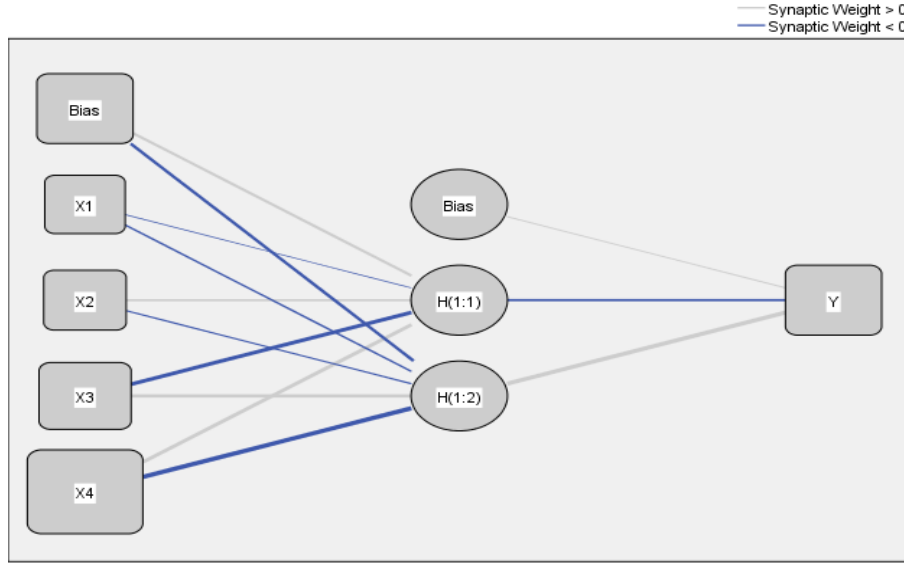 Synaptic Weight > 0
Synaptic Weight < 0
Bias
X1
Bias
X2
H(1:1)
Y
X3
H(1:2)
X4